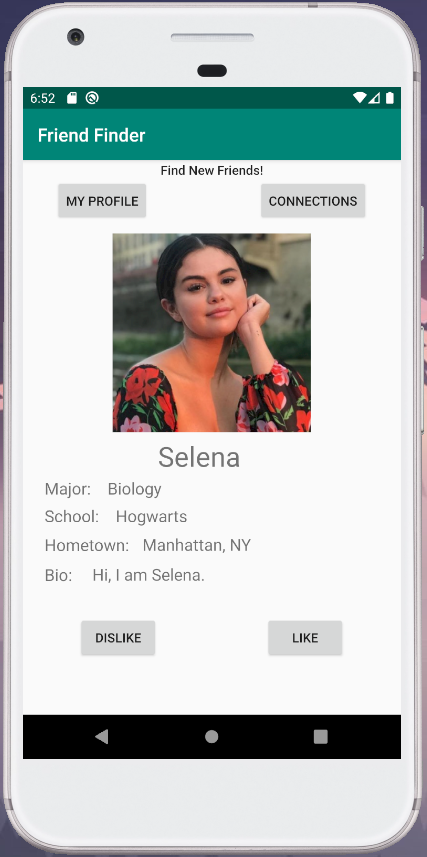 6:52
Friend Finder
Find New Friends!
MY PROFILE CONNECTIONS
Selena
Major: Biology
School: Hogwarts
Hometown: Manhattan, NY
Bio: Hi, I am Selena.
DISLIKE LIKE